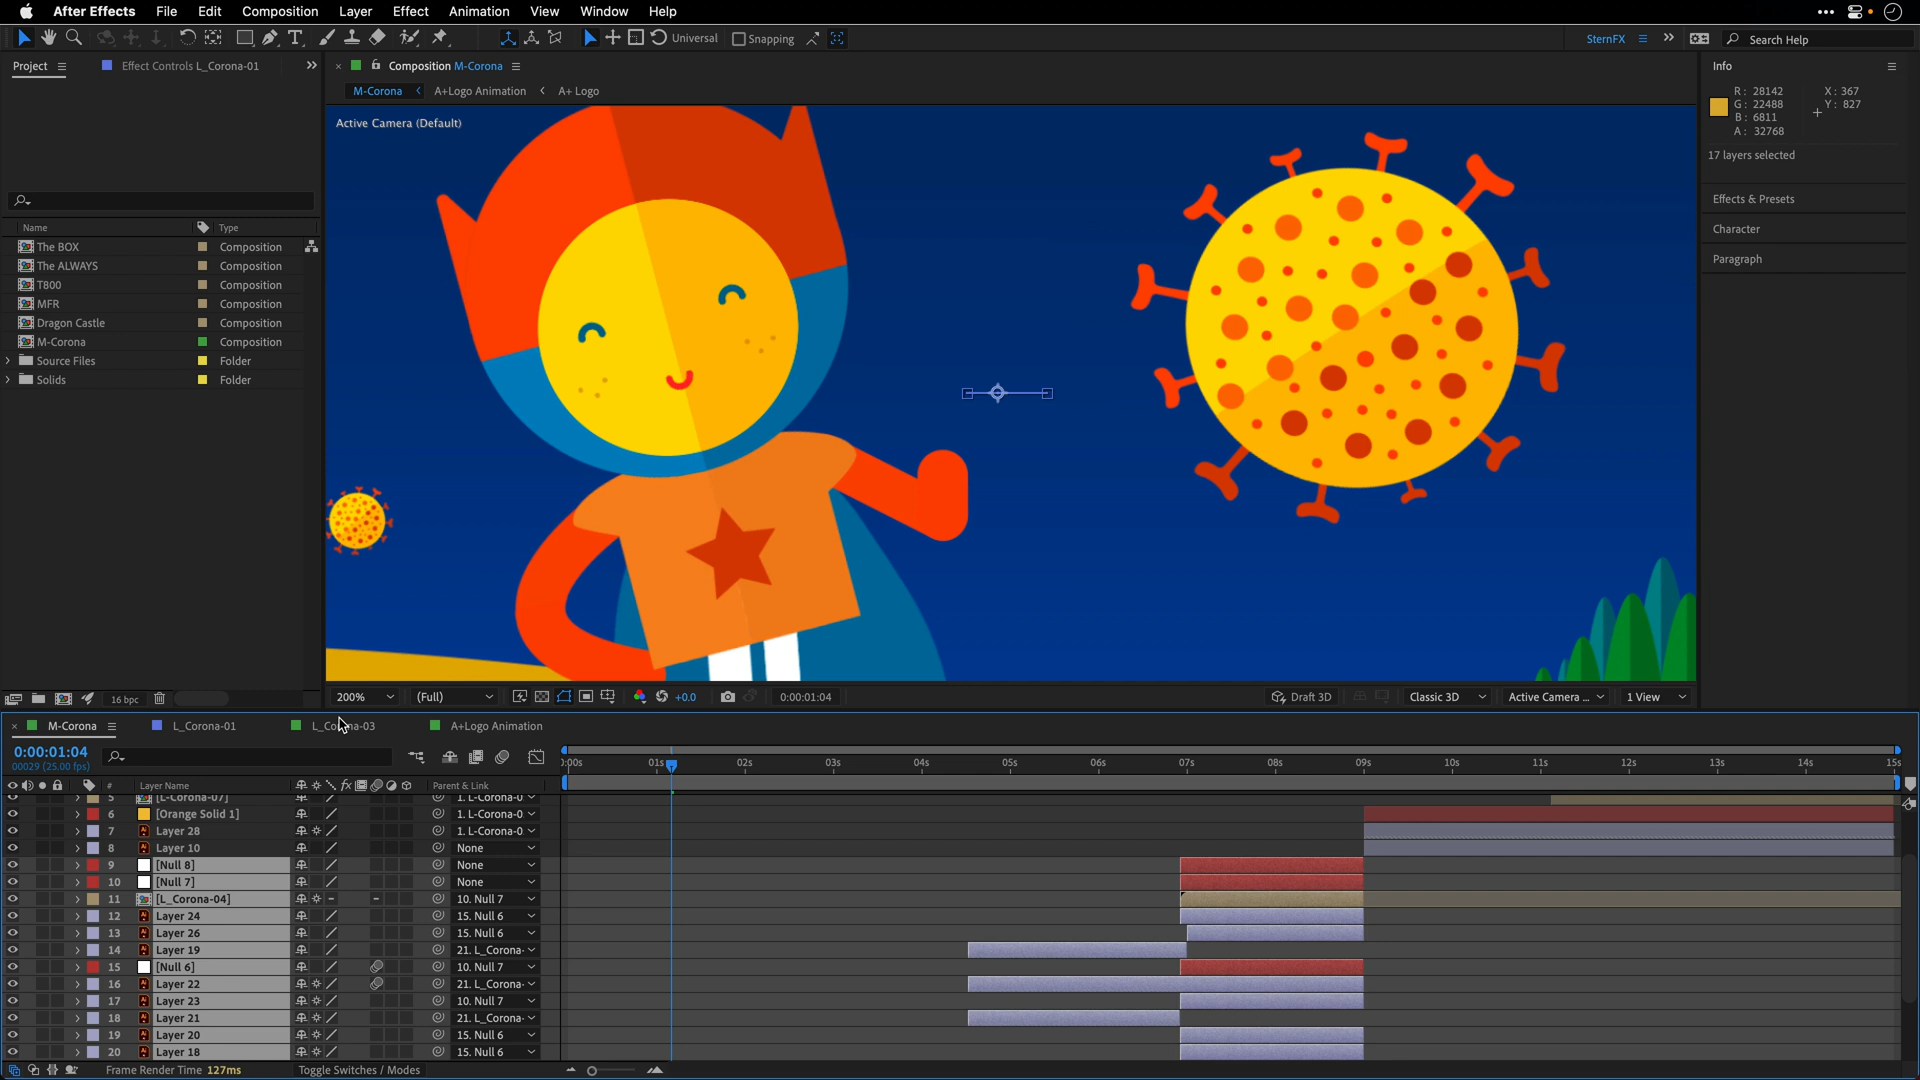 After Effects File Edit Composition Layer Effect Animation View Window Help
Universal Snapping SternFX Search Help
Project Effect Controls L_Corona-01 Composition M-Corona Info
M-Corona A+Logo Animation A+ Logo
R: 28142 X: 367
G: 22488 Y: 827
B: 6811
A: 32768
Active Camera (Default)
17 layers selected
Effects & Presets
Character
Paragraph
Name Type
The BOX Composition
The ALWAYS Composition
T800 Composition
MFR Composition
Dragon Castle Composition
M-Corona Composition
Source Files Folder
Solids Folder
16 bpc 200% (Full) +0.0 0:00:01:04 Draft 3D Classic 3D Active Camera ... 1 View
M-Corona L_Corona-01 L_Corona-03 A+Logo Animation
0:00:01:04
00029 (25.00 fps)
:00s 01s 02s 03s 04s 05s 06s 07s 08s 09s 10s 11s 12s 13s 14s 15s
# Layer Name fx Parent & Link
5 [L-Corona-07] 1. L-Corona-0
6 [Orange Solid 1] 1. L-Corona-0
7 Layer 28 1. L-Corona-0
8 Layer 10 None
9 [Null 8] None
10 [Null 7] None
11 [L_Corona-04] 10. Null 7
12 Layer 24 15. Null 6
13 Layer 26 15. Null 6
14 Layer 19 21. L_Corona-
15 [Null 6] 10. Null 7
16 Layer 22 21. L_Corona-
17 Layer 23 10. Null 7
18 Layer 21 21. L_Corona-
19 Layer 20 15. Null 6
20 Layer 18 15. Null 6
Frame Render Time 127ms Toggle Switches / Modes